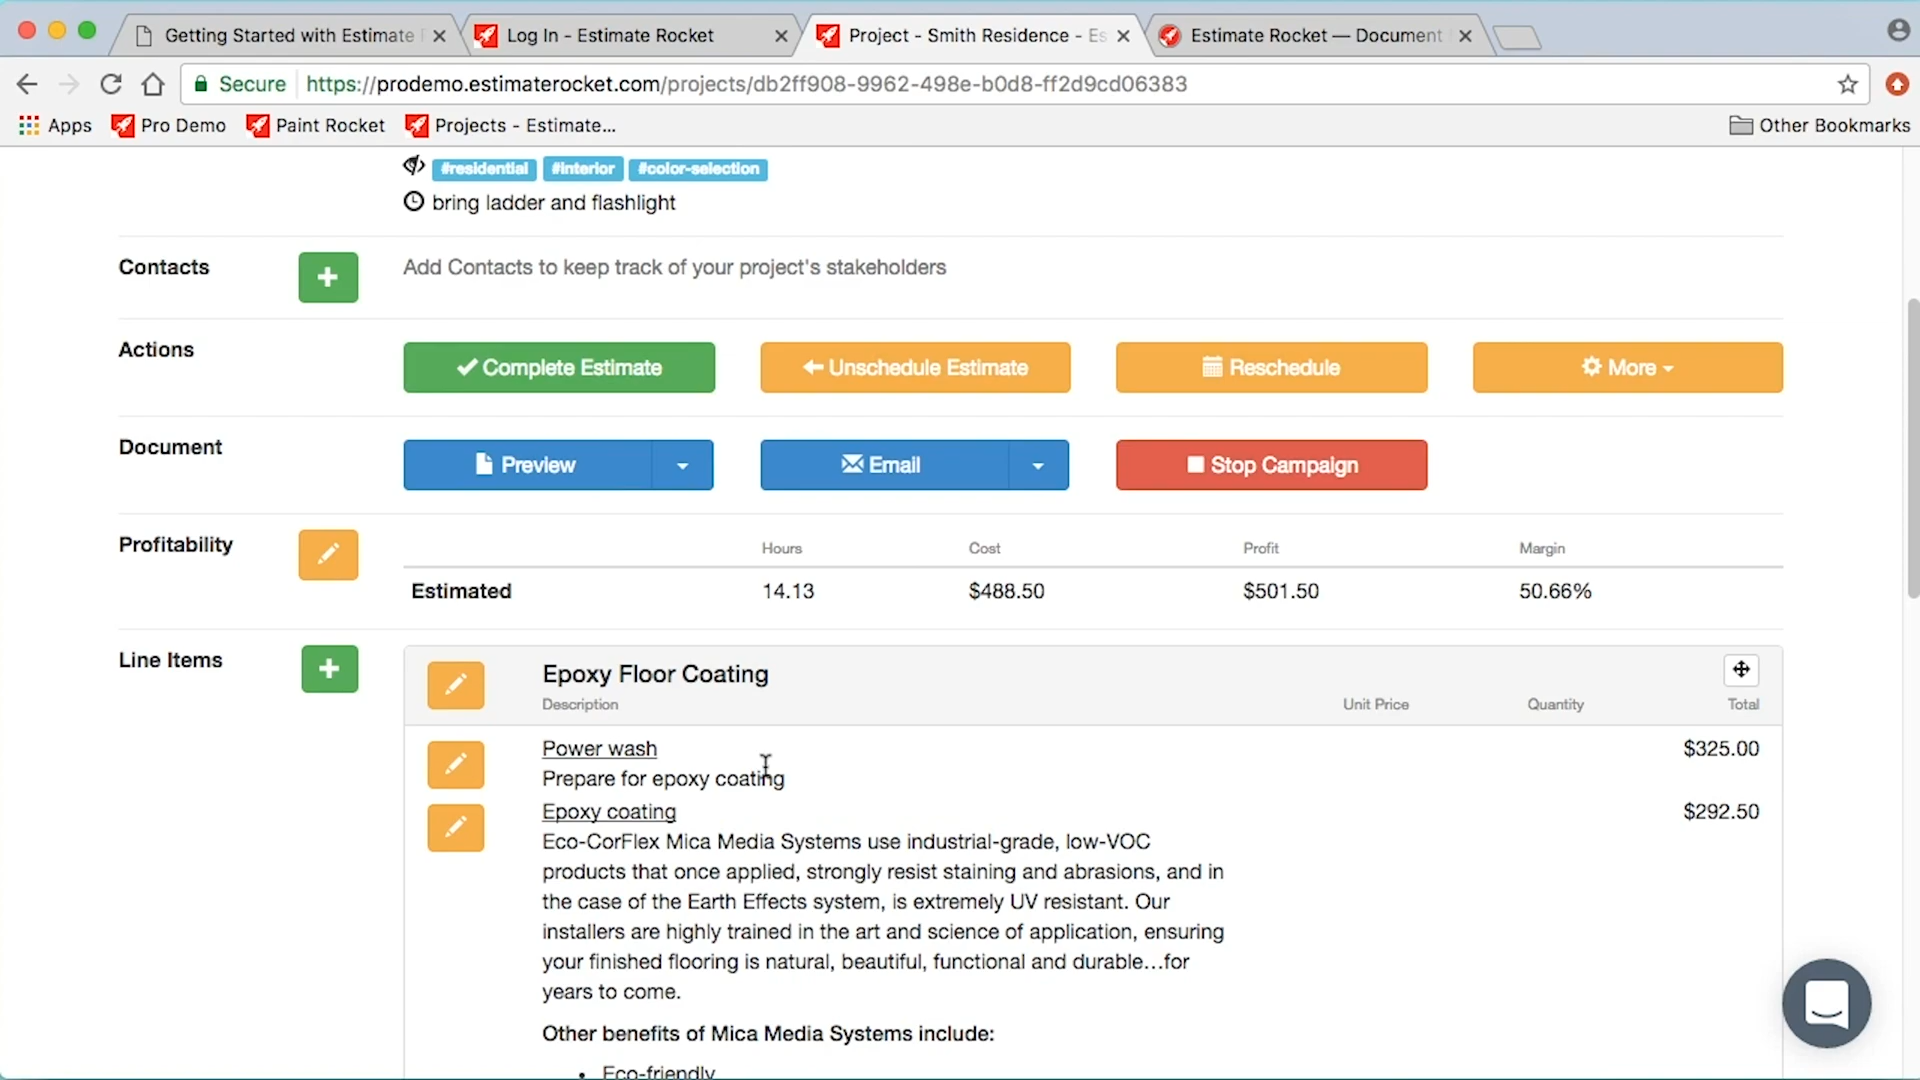 Getting Started with Estimate
Log In - Estimate Rocket
Project - Smith Residence - Es
Estimate Rocket — Document
Secure
https://prodemo.estimaterocket.com/projects/db2ff908-9962-498e-b0d8-ff2d9cd06383
Apps
Pro Demo
Paint Rocket
Projects - Estimate...
Other Bookmarks
#residential #interior #color-selection
bring ladder and flashlight
Contacts
Add Contacts to keep track of your project's stakeholders
Actions
Complete Estimate
Unschedule Estimate
Reschedule
More
Document
Preview
Email
Stop Campaign
Profitability
Hours Cost Profit Margin
Estimated 14.13 $488.50 $501.50 50.66%
Line Items
Epoxy Floor Coating
Description Unit Price Quantity Total
Power wash $325.00
Prepare for epoxy coating
Epoxy coating $292.50
Eco-CorFlex Mica Media Systems use industrial-grade, low-VOC
products that once applied, strongly resist staining and abrasions, and in
the case of the Earth Effects system, is extremely UV resistant. Our
installers are highly trained in the art and science of application, ensuring
your finished flooring is natural, beautiful, functional and durable...for
years to come.
Other benefits of Mica Media Systems include:
• Eco-friendly